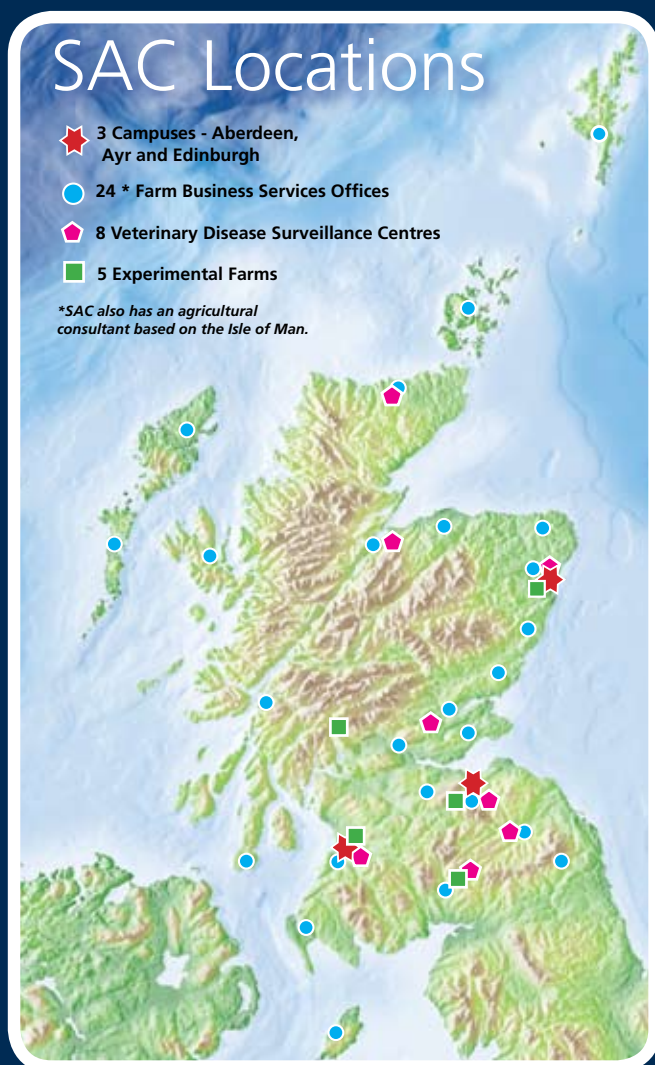 SAC Locations
3 Campuses - Aberdeen,
Ayr and Edinburgh
24 * Farm Business Services Offices
8 Veterinary Disease Surveillance Centres
5 Experimental Farms
*SAC also has an agricultural
consultant based on the Isle of Man.